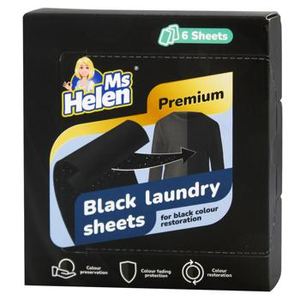 6 Sheets
Ms
Helen
Premium
Black laundry
sheets
for black colour
restoration
Colour
preservation
Colour fading
protection
Colour
restoration